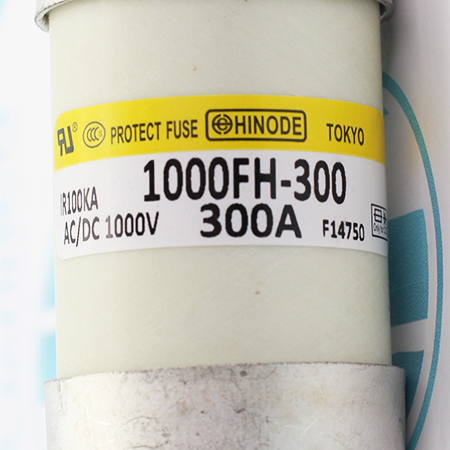 PROTECT FUSE HINODE TOKYO
1000FH-300
IR100KA
AC/DC 1000V 300A F14750